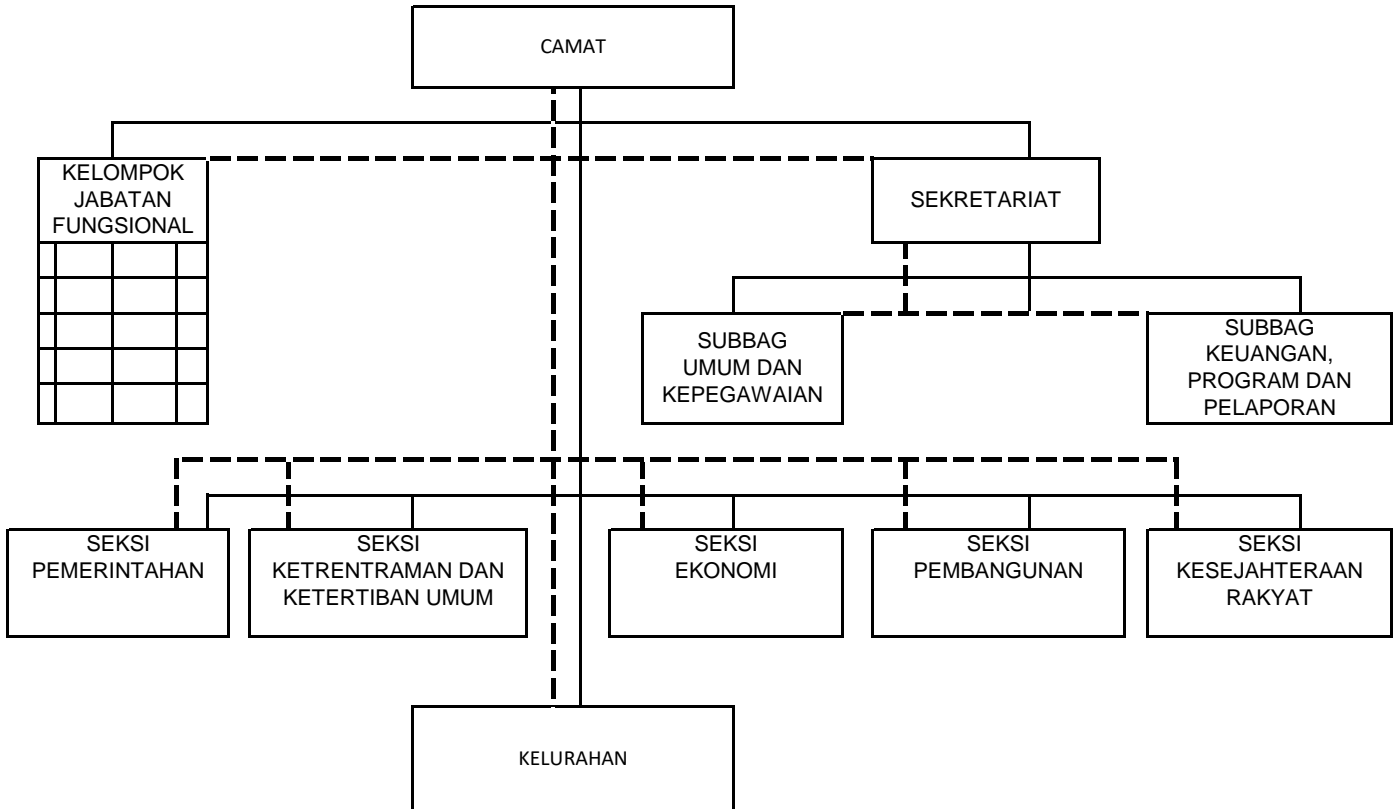 CAMAT
KELOMPOK
JABATAN
FUNGSIONAL
SEKRETARIAT
SUBBAG
UMUM DAN
KEPEGAWAIAN
SUBBAG
KEUANGAN,
PROGRAM DAN
PELAPORAN
SEKSI
PEMERINTAHAN
SEKSI
KETRENTRAMAN DAN
KETERTIBAN UMUM
SEKSI
EKONOMI
SEKSI
PEMBANGUNAN
SEKSI
KESEJAHTERAAN
RAKYAT
KELURAHAN